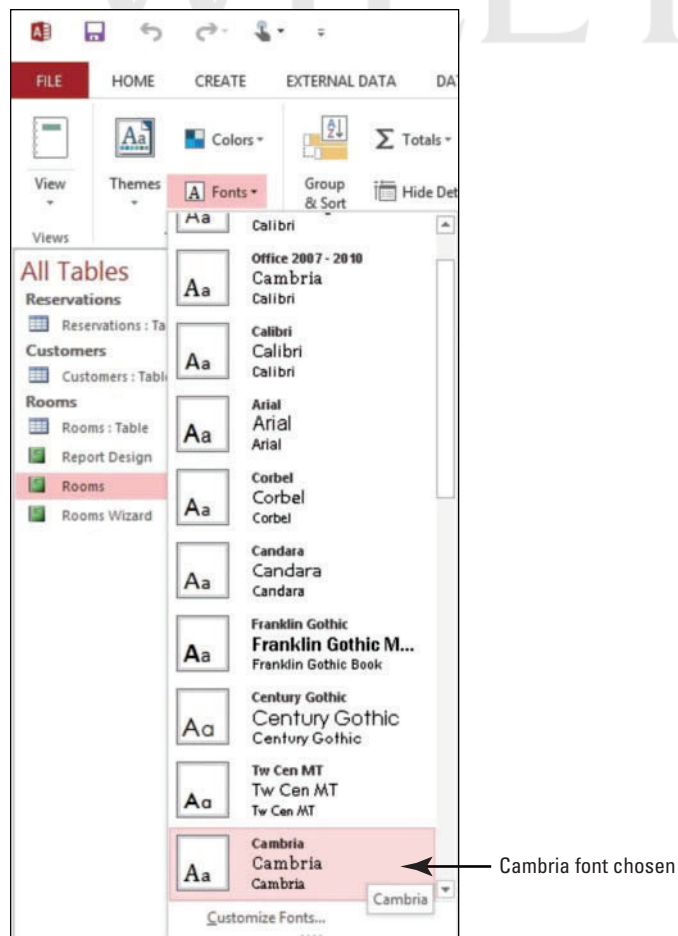 FILE HOME CREATE EXTERNAL DATA DA
View
Themes
Colors
Fonts
Group
& Sort
Totals
Hide Det
Views
All Tables
Reservations
Reservations : Ta
Customers
Customers : Table
Rooms
Rooms : Table
Report Design
Rooms
Rooms Wizard
Aa
Calibri
Office 2007 - 2010
Aa
Cambria
Calibri
Calibri
Aa
Calibri
Calibri
Arial
Aa
Arial
Arial
Corbel
Aa
Corbel
Corbel
Candara
Aa
Candara
Candara
Franklin Gothic
Aa
Franklin Gothic M...
Franklin Gothic Book
Century Gothic
Aa
Century Gothic
Century Gothic
Tw Cen MT
Aa
Tw Cen MT
Tw Cen MT
Cambria
Aa
Cambria
Cambria
Cambria
Customize Fonts...
Cambria font chosen